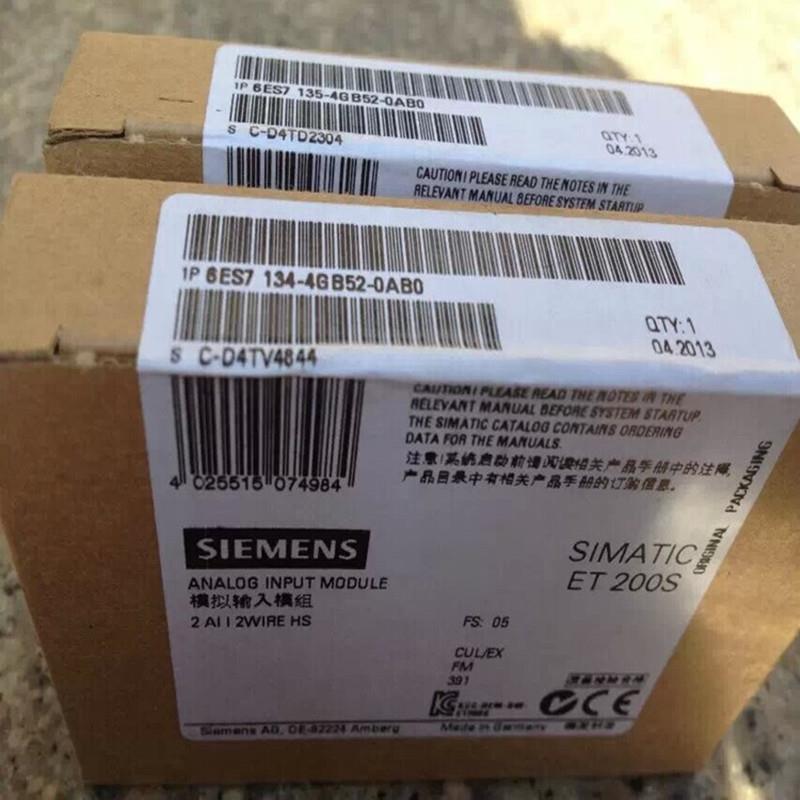 1P 6ES7 135-4GB52-0AB0
S C-D4TD2304
QTY:1
04.2013
CAUTION! PLEASE READ THE NOTES IN THE
RELEVANT MANUAL BEFORE SYSTEM STARTUP
1P 6ES7 134-4GB52-0AB0
S C-D4TV4844
QTY:1
04.2013
4 025515 074984
CAUTION! PLEASE READ THE NOTES IN THE
RELEVANT MANUAL BEFORE SYSTEM STARTUP.
THE SIMATIC CATALOG CONTAINS ORDERING
DATA FOR THE MANUALS.
注意!系统启动前请阅读相关产品手册中的注释,
产品目录中有相关产品手册的订购信息。
ORIGINAL PACKAGING
SIEMENS
SIMATIC
ET 200S
ANALOG INPUT MODULE
模拟输入模组
2 AI I 2WIRE HS
FS: 05
CUL/EX
FM
391
CE
Siemens AG, DE-92224 Amberg
Made in Germany